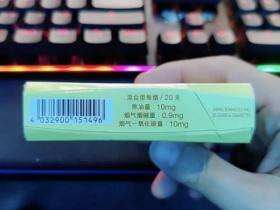 混合型卷烟/20支
焦油量 10mg
烟气烟碱量 0.9mg
烟气一氧化碳量 10mg
4 032900 151496